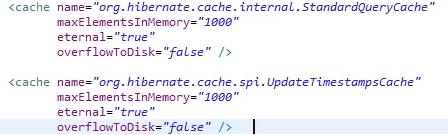 <cache name="org.hibernate.cache.internal.StandardQueryCache"
maxElementsInMemory="1000"
eternal="true"
overflowToDisk="false" />
<cache name="org.hibernate.cache.spi.UpdateTimestampsCache"
maxElementsInMemory="1000"
eternal="true"
overflowToDisk="false" />